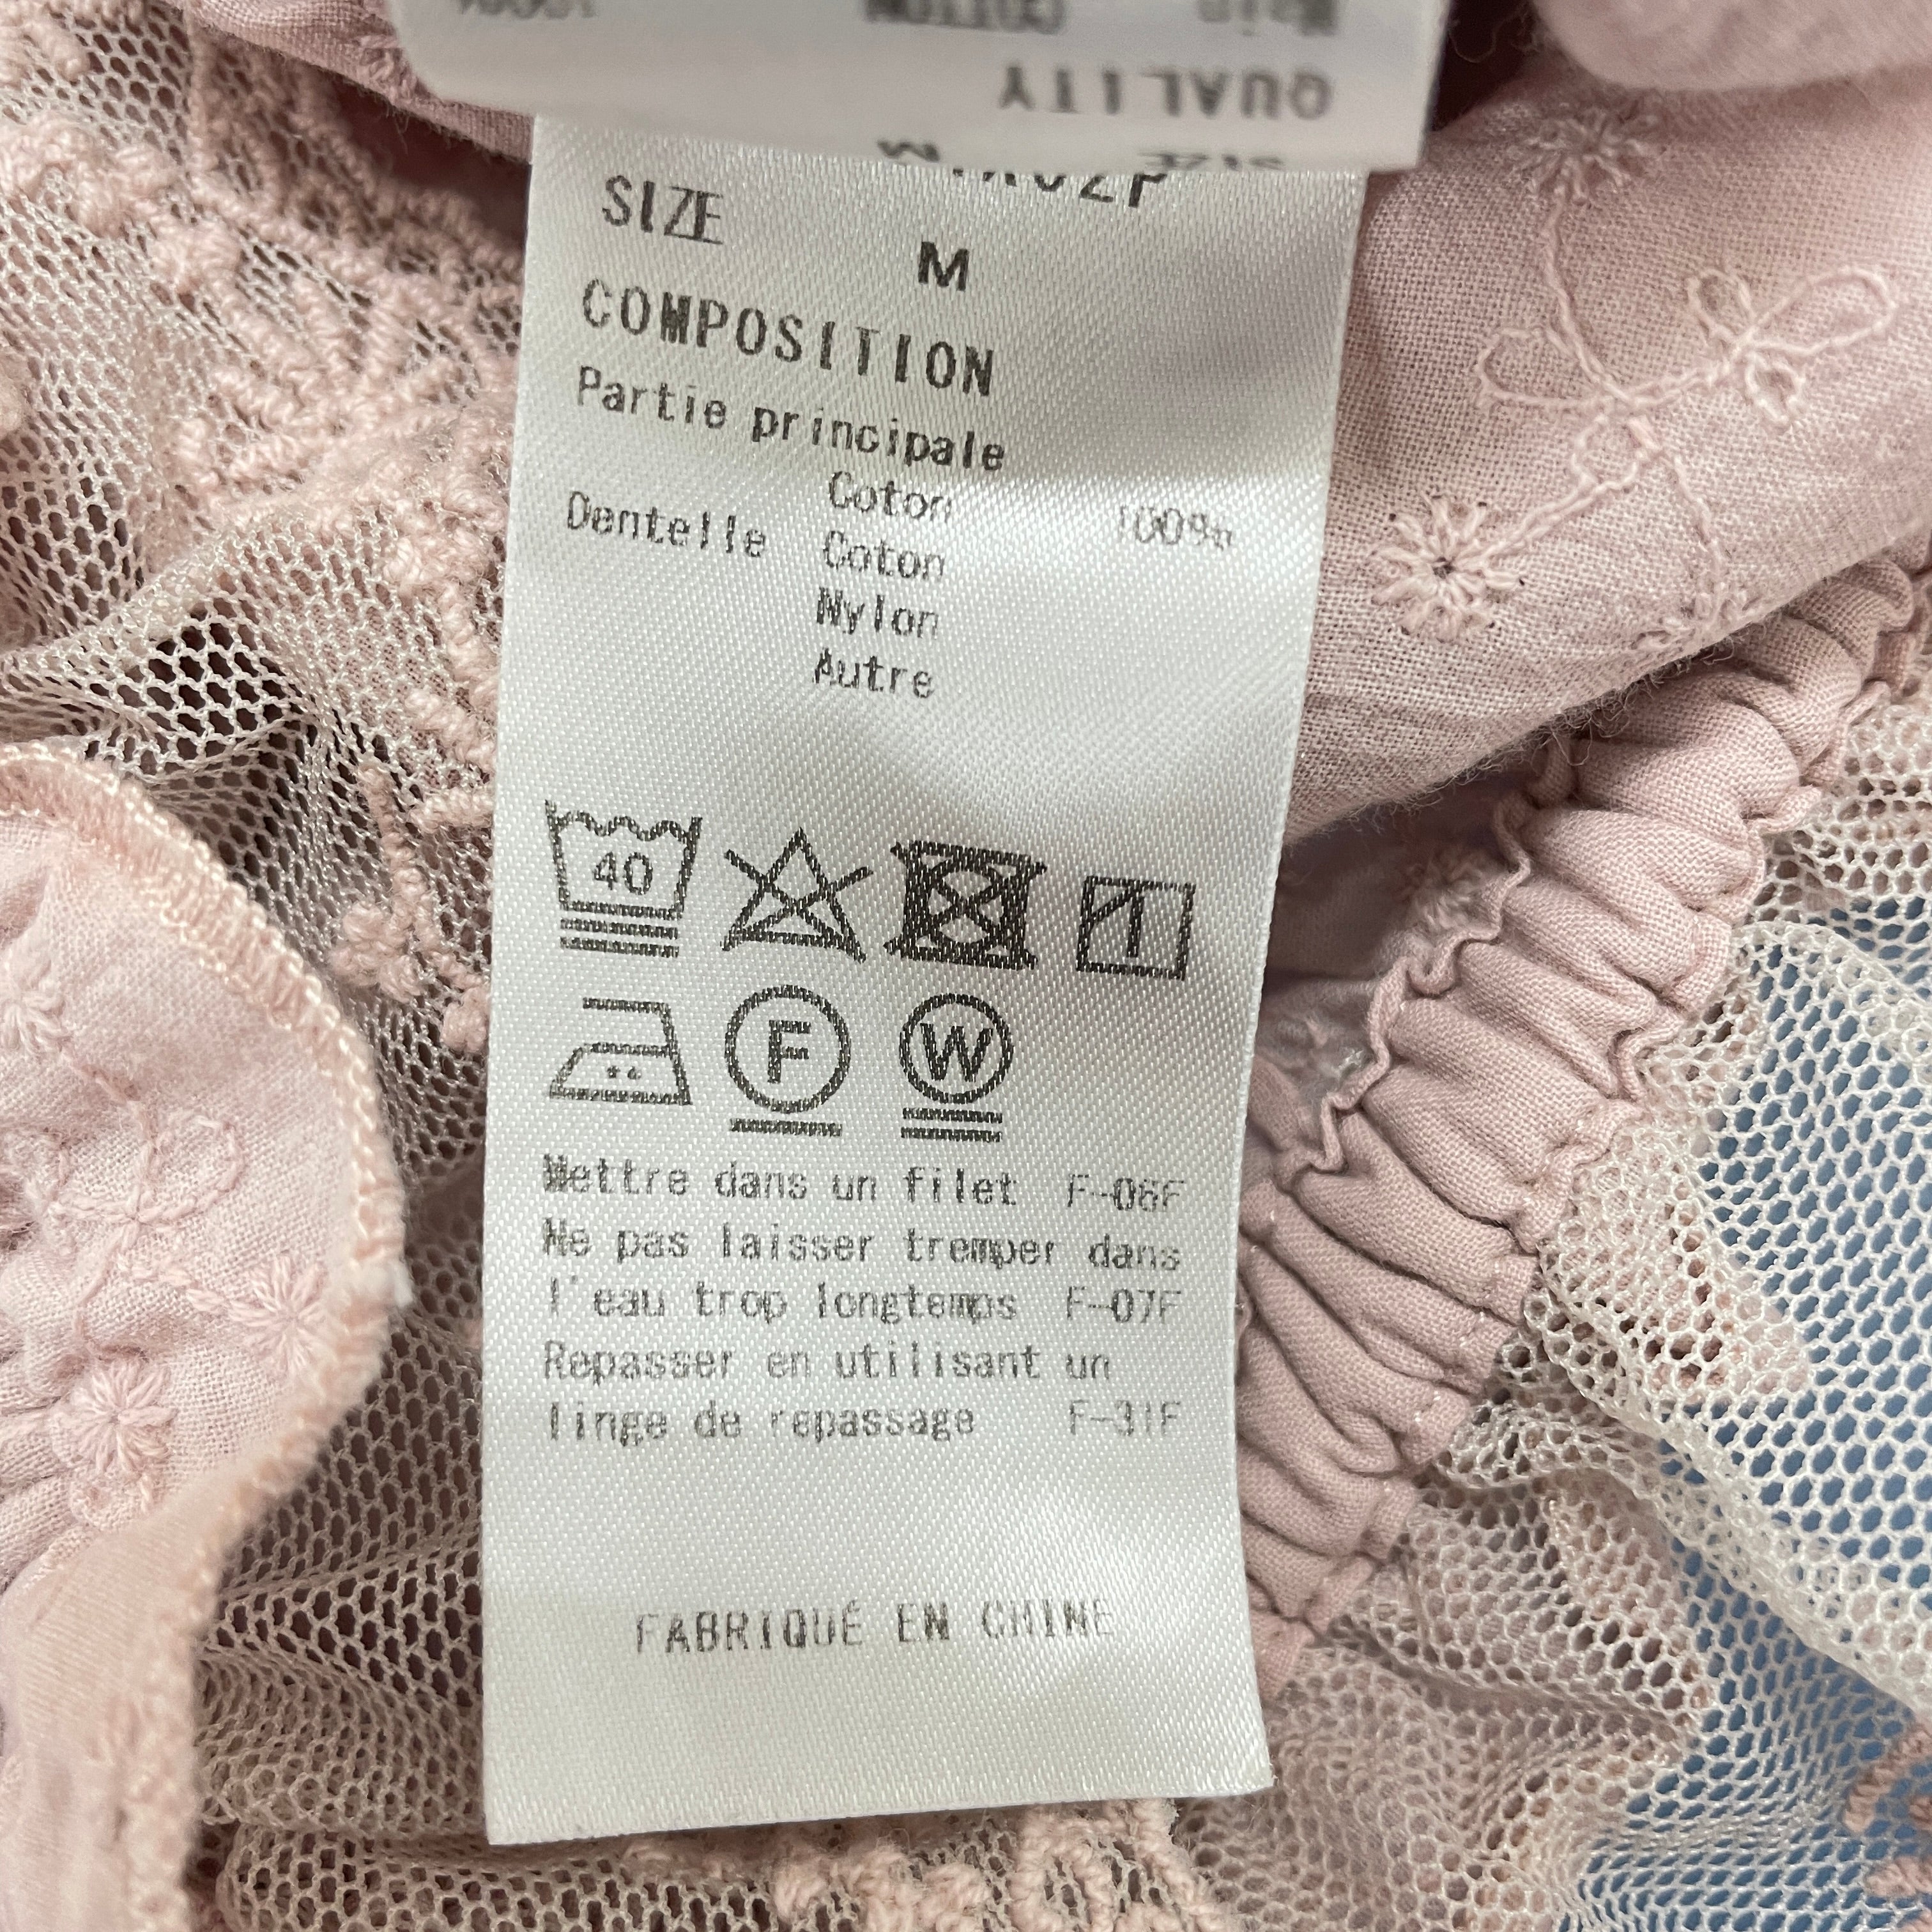 QUALITY
SIZE M
SIZE M
COMPOSITION
Partie principale
Coton 100%
Dentelle Coton
Nylon
Autre
40
F W
Mettre dans un filet F-06F
Ne pas laisser tremper dans
l'eau trop longtemps F-07F
Repasser en utilisant un
linge de repassage F-31F
FABRIQUÉ EN CHINE